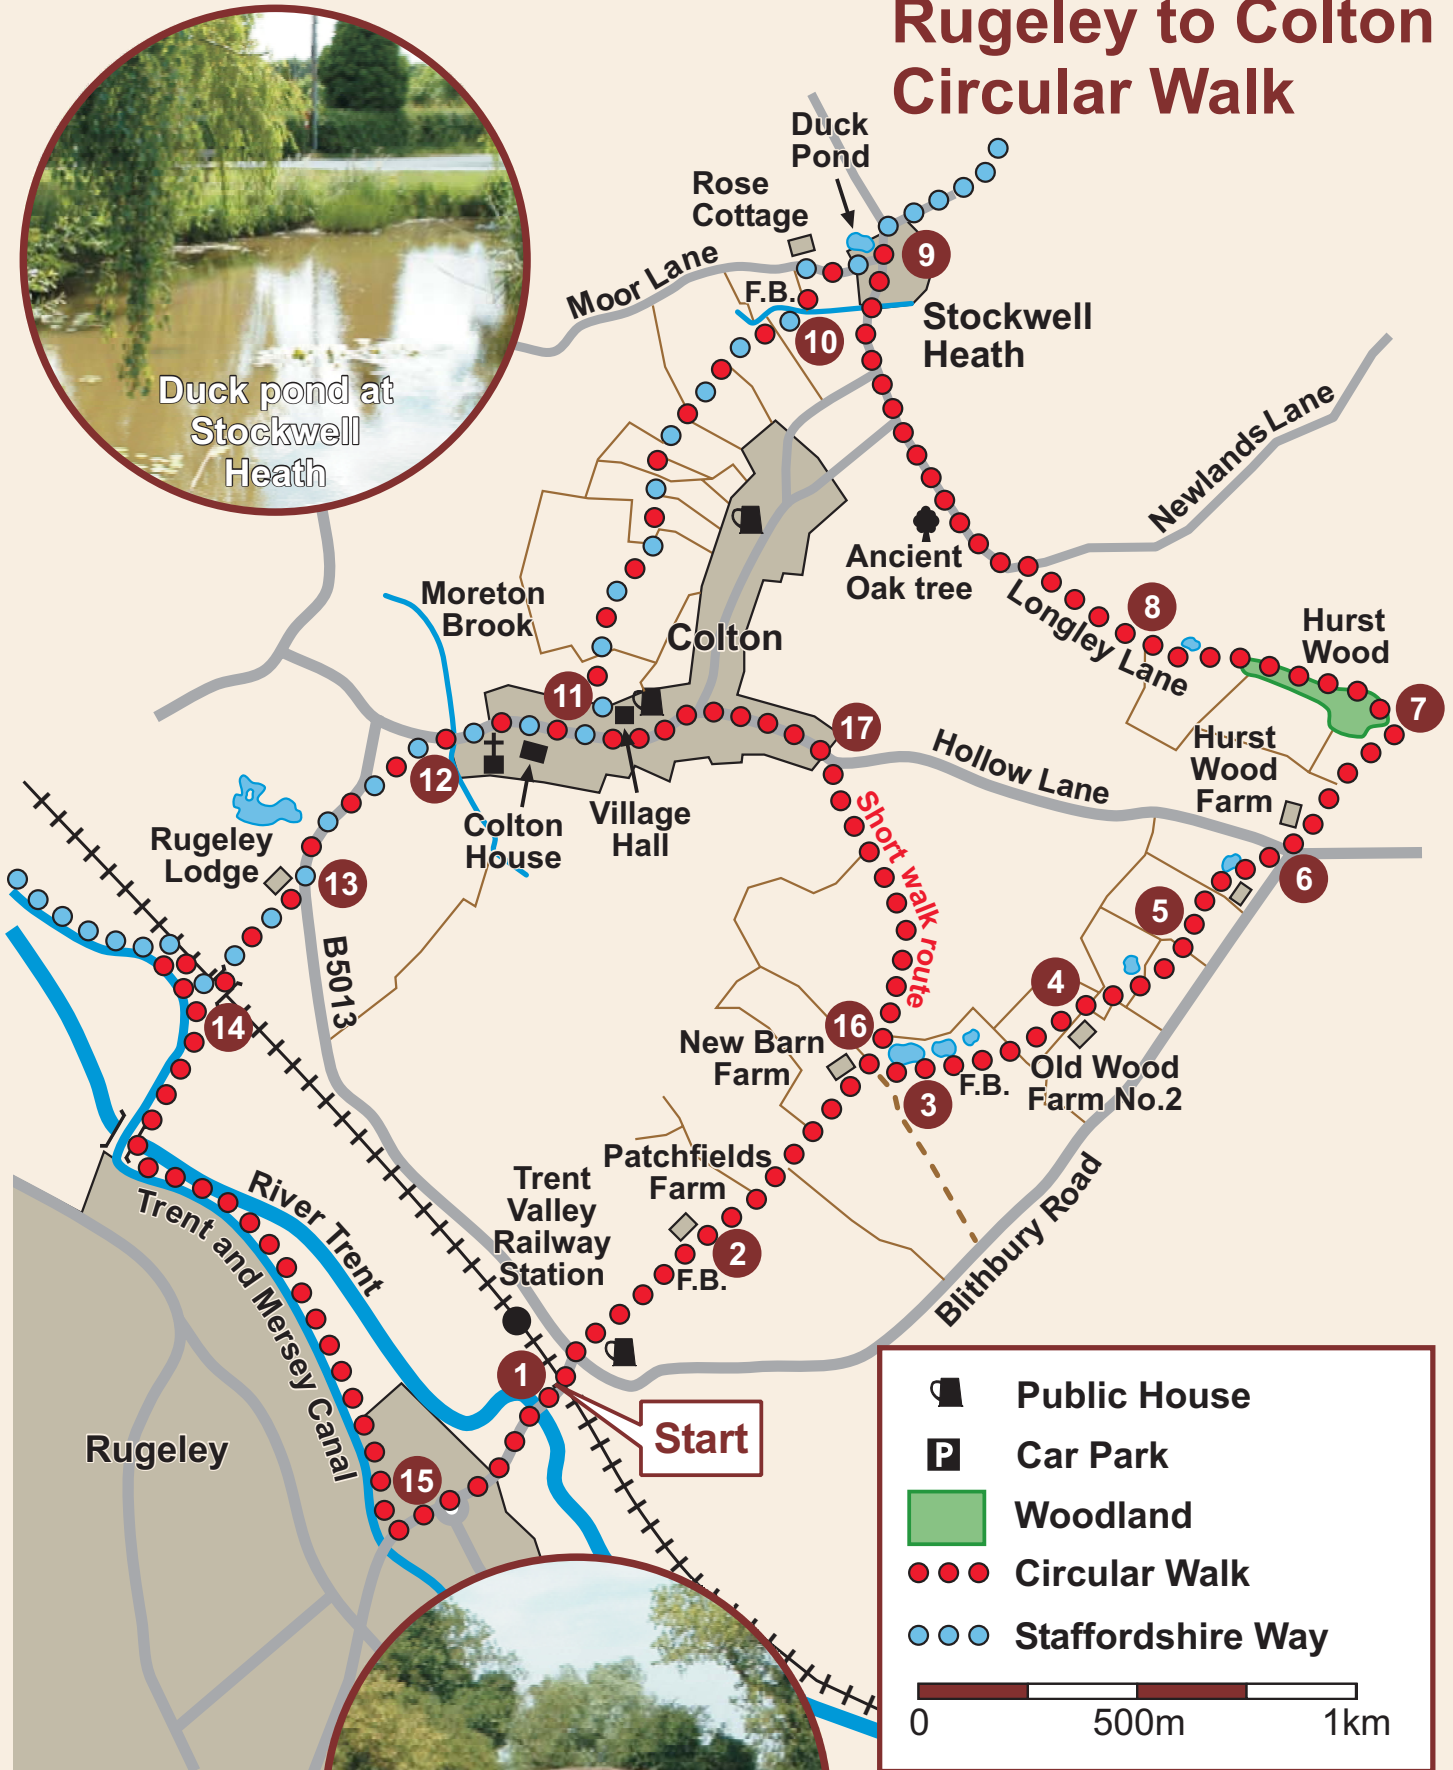 Rugeley to Colton
Circular Walk
Duck
Pond
Rose
Cottage
9
Moor Lane
F.B.
10
Stockwell
Heath
Duck pond at
Stockwell
Heath
Newlands Lane
Ancient
Oak tree
Moreton
Brook
Longley Lane
8
Hurst
Wood
7
Colton
11
17
Hollow Lane
Hurst
Wood
Farm
12
Colton
House
Village
Hall
Short walk route
Rugeley
Lodge
13
6
5
B5013
4
14
16
New Barn
Farm
3
F.B.
Old Wood
Farm No.2
Patchfields
Farm
Trent
Valley
Railway
Station
2
F.B.
River Trent
Trent and Mersey Canal
Blithbury Road
1
Start
Rugeley
15
Public House
P
Car Park
Woodland
Circular Walk
Staffordshire Way
0 500m 1km